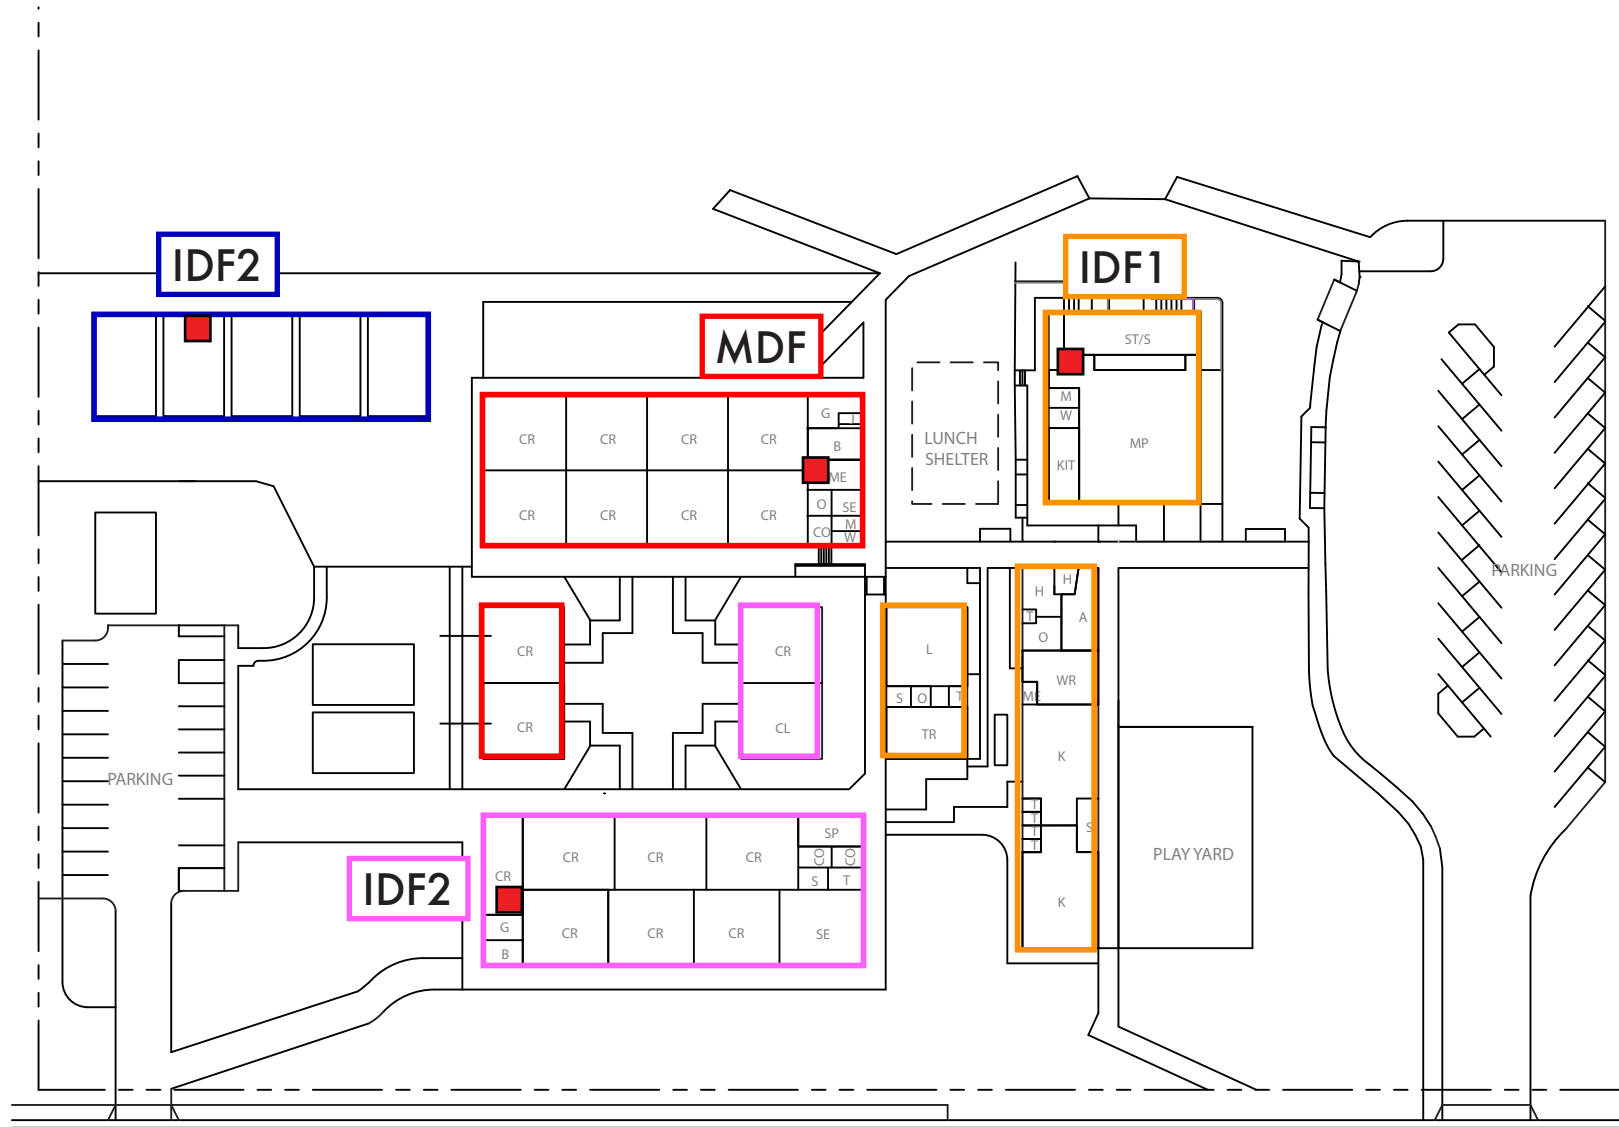 IDF2
IDF1
MDF
ST/S
M
W
KIT
MP
LUNCH
SHELTER
CR CR CR CR
G
T
B
ME
CR CR CR CR
O SE
M
CO W
PARKING
H H
T A
O
CR CR L
WR
ME
S O T
CR CL TR
K
PARKING
T
T
T
T
S
PLAY YARD
K
SP
CR CR CR
CO CO
CR
S T
IDF2
G
CR CR CR SE
B